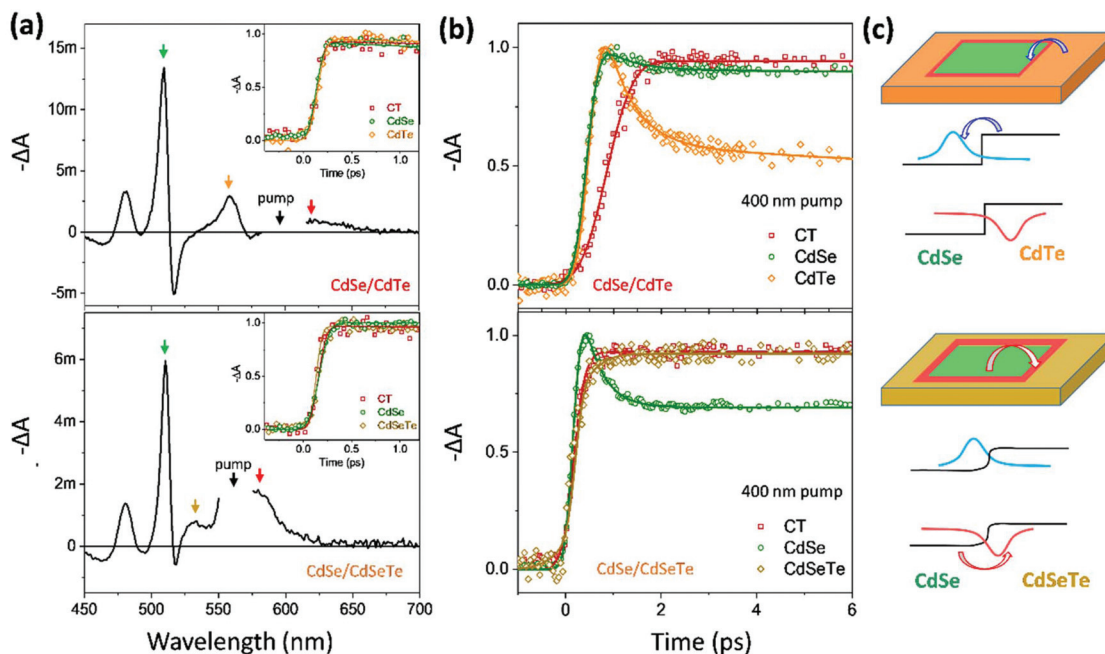 (a)
15m
10m
5m
0
-5m
-ΔA
-ΔA
1.0
0.5
0.0
0.0 0.5 1.0
Time (ps)
CT
CdSe
CdTe
pump
CdSe/CdTe
6m
4m
2m
0
-ΔA
-ΔA
1.0
0.5
0.0
0.0 0.5 1.0
Time (ps)
CT
CdSe
CdSeTe
pump
CdSe/CdSeTe
450 500 550 600 650 700
Wavelength (nm)
(b)
1.0
0.5
0.0
-ΔA
400 nm pump
CT
CdSe
CdTe
CdSe/CdTe
1.0
0.5
0.0
-ΔA
400 nm pump
CT
CdSe
CdSeTe
CdSe/CdSeTe
0 2 4 6
Time (ps)
(c)
CdSe CdTe
CdSe CdSeTe